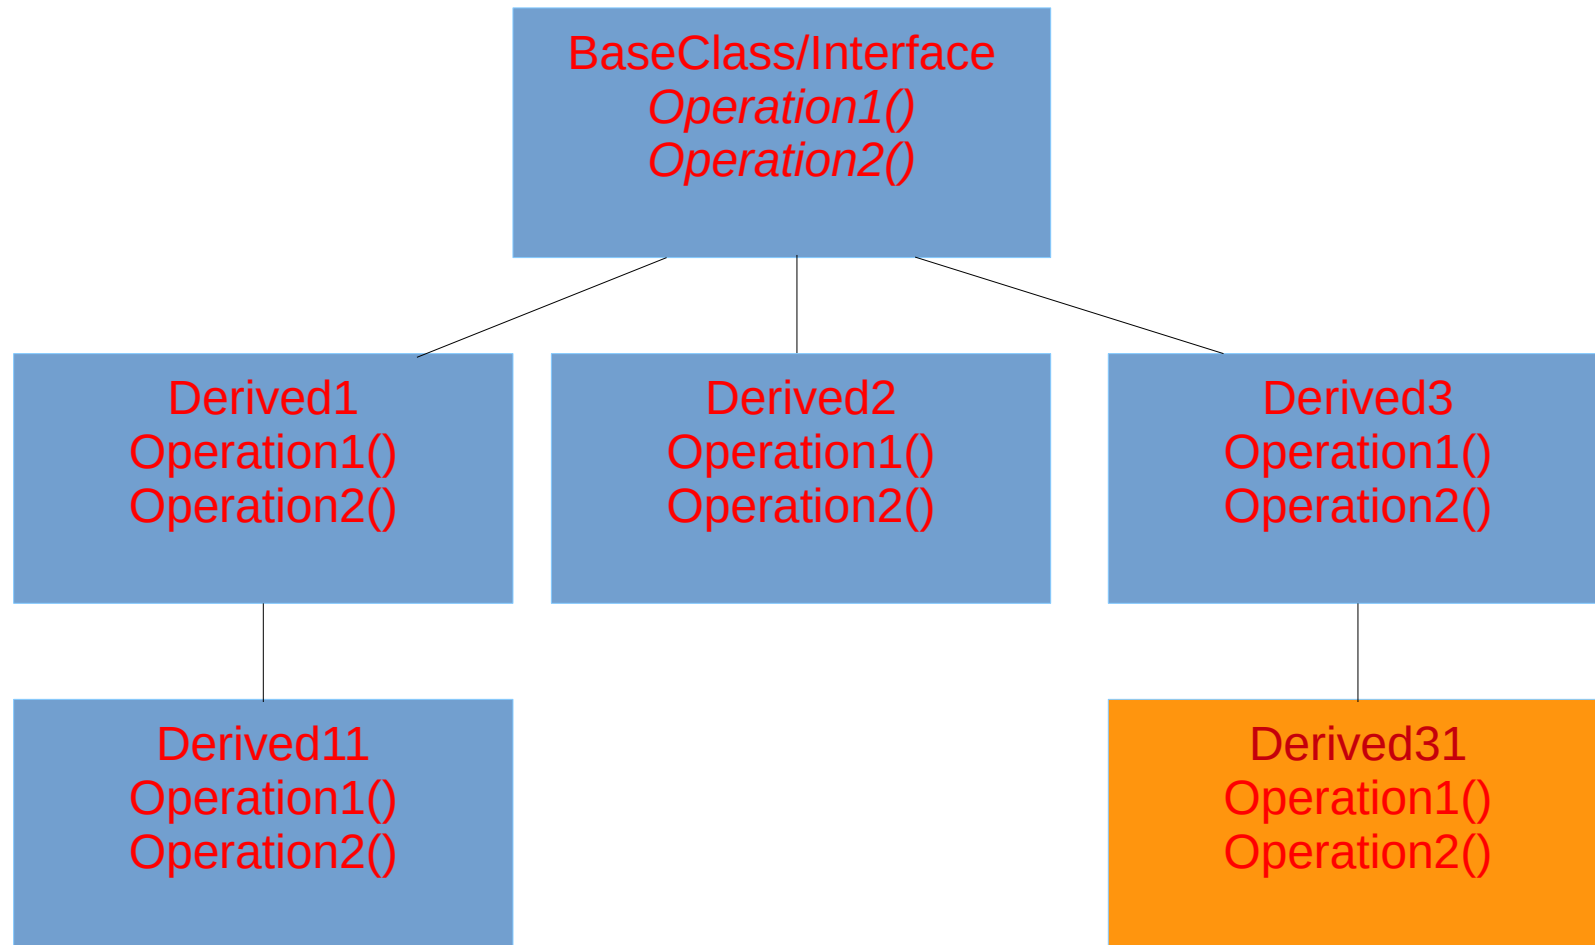 BaseClass/Interface
Operation1()
Operation2()
Derived1
Operation1()
Operation2()
Derived2
Operation1()
Operation2()
Derived3
Operation1()
Operation2()
Derived11
Operation1()
Operation2()
Derived31
Operation1()
Operation2()